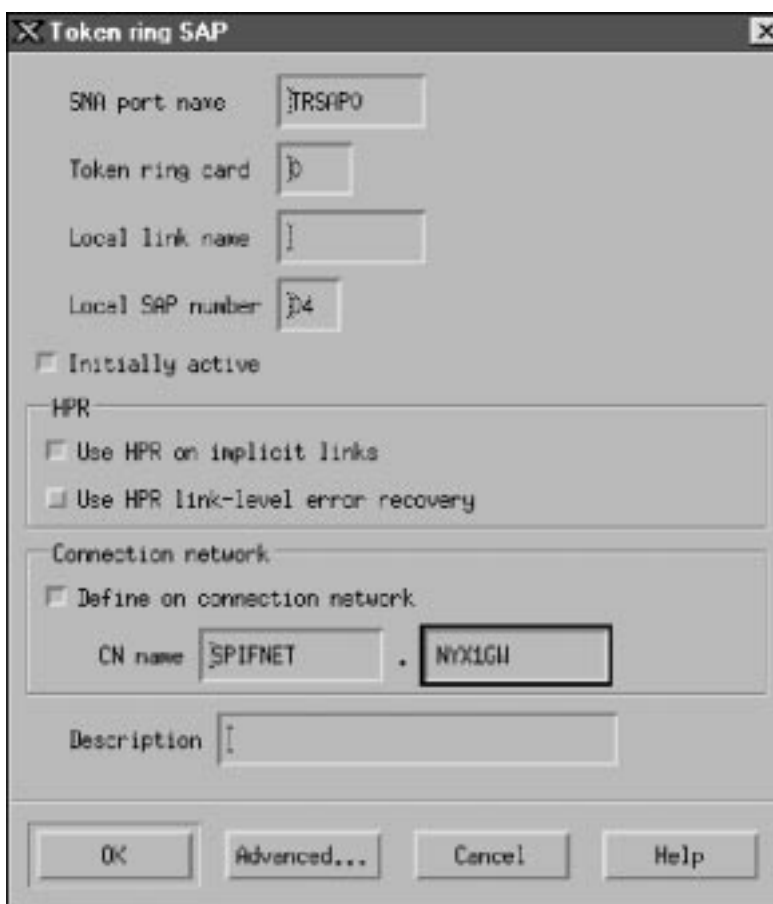 Token ring SAP
SNA port name TRSAP0
Token ring card 0
Local link name
Local SAP number 04
Initially active
HPR
Use HPR on implicit links
Use HPR link-level error recovery
Connection network
Define on connection network
CN name SPIFNET . NYX1GW
Description
OK Advanced... Cancel Help